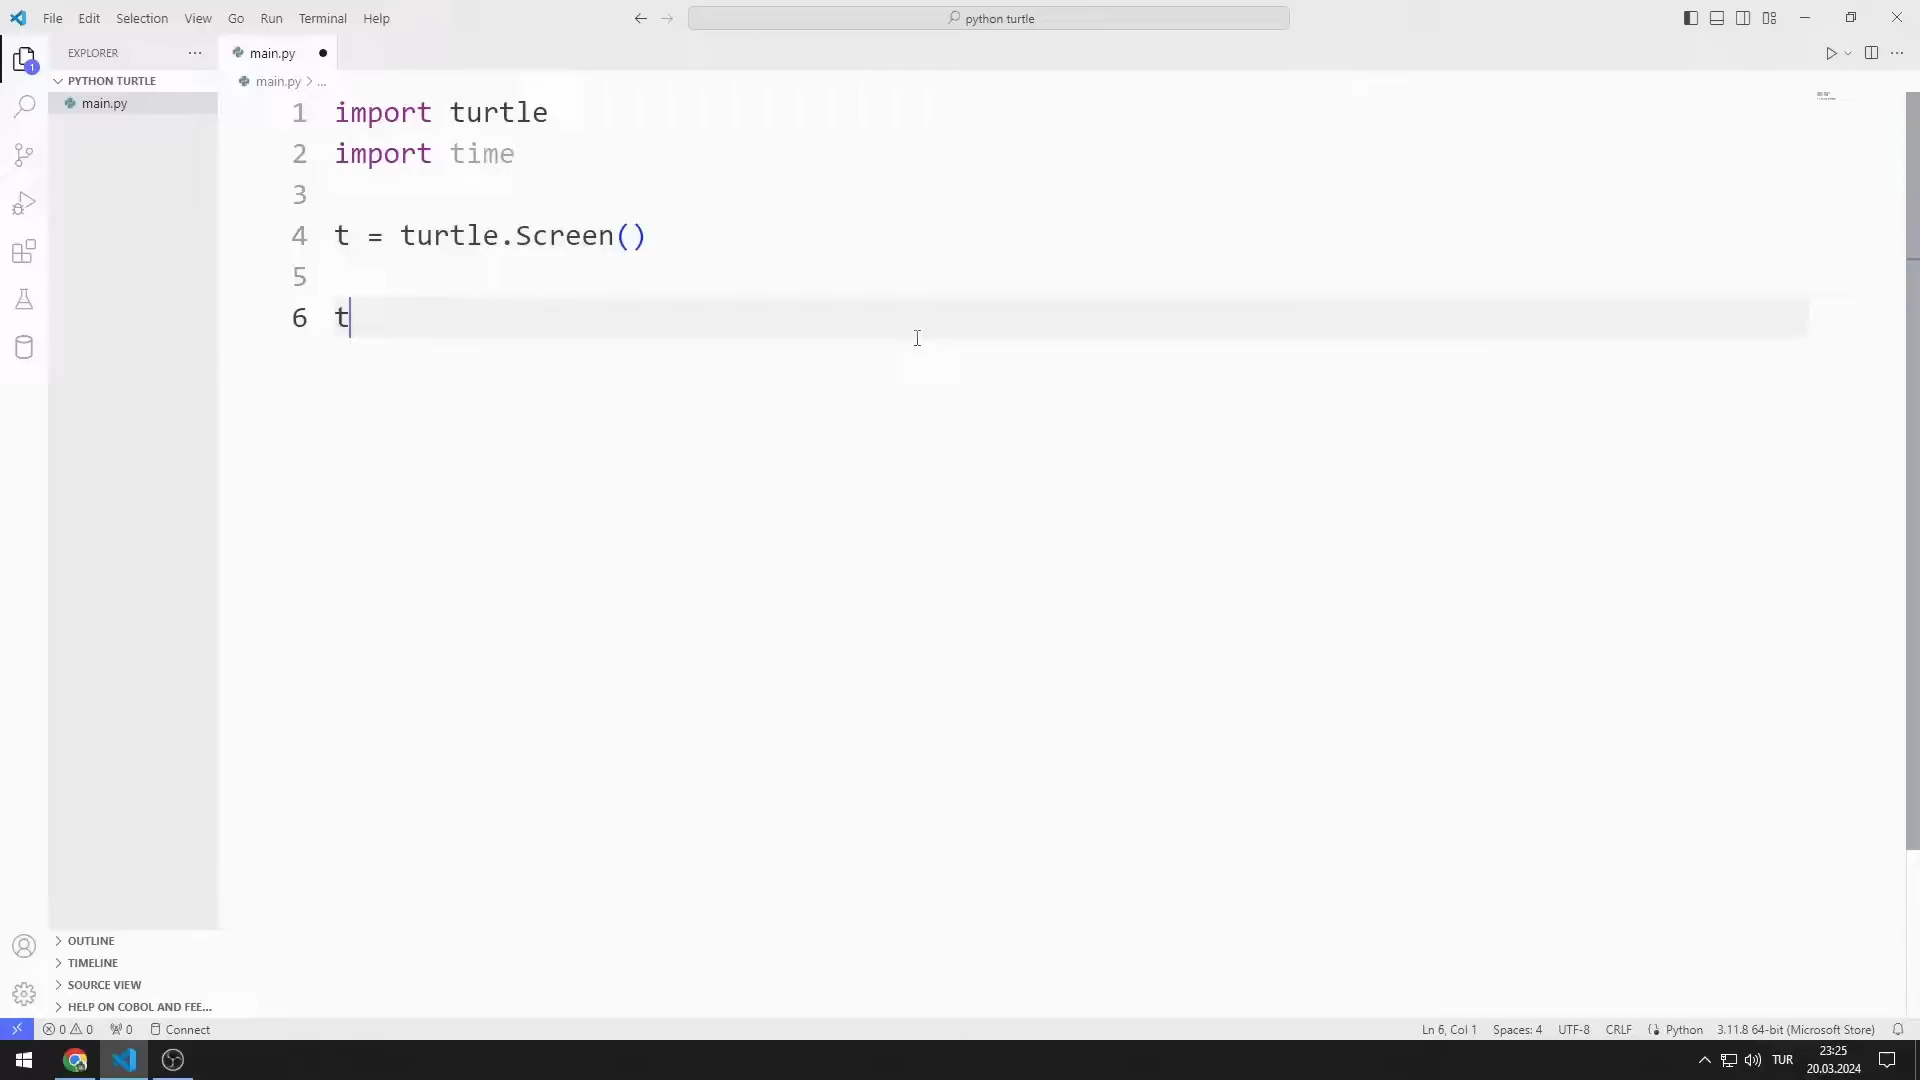 File Edit Selection View Go Run Terminal Help
python turtle
EXPLORER
main.py
PYTHON TURTLE
main.py > ...
main.py
1 import turtle
2 import time
3
4 t = turtle.Screen()
5
6 t
1
OUTLINE
TIMELINE
SOURCE VIEW
HELP ON COBOL AND FEE...
0 0 0 Connect
Ln 6, Col 1 Spaces: 4 UTF-8 CRLF Python 3.11.8 64-bit (Microsoft Store)
TUR
23:25
20.03.2024